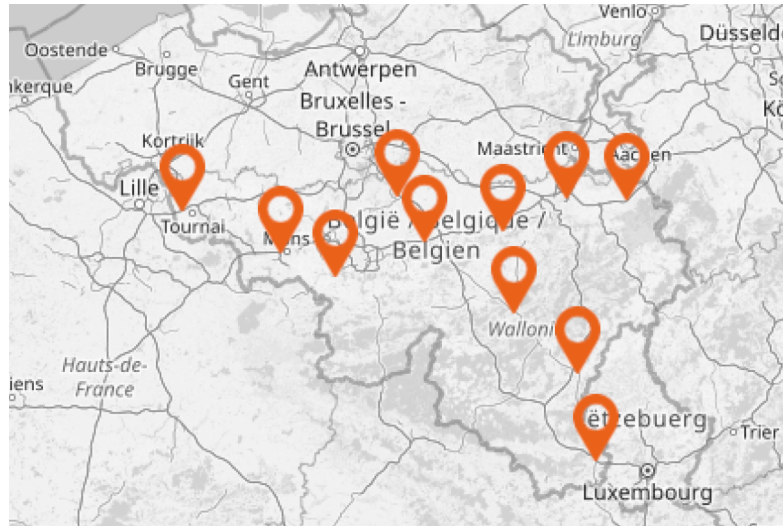 Venlo
Oostende
Limburg
Düsseld
Brugge
Antwerpen
nkerque
Gent
Bruxelles -
Brussel
Kortrijk
Maastricht
Aachen
Lille
Tournai
België / Belgique /
Mons
Belgien
Walloni
Hauts-de-
France
iens
ëtzebuerg
Trier
Luxembourg